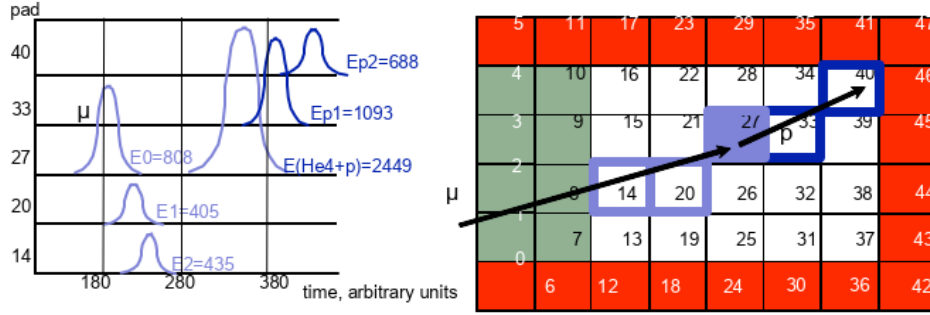 pad
40
Ep2=688
33
μ
Ep1=1093
27
E0=808
E(He4+p)=2449
20
E1=405
14
E2=435
180
280
380
time, arbitrary units
5 11 17 23 29 35 41 47
4 10 16 22 28 34 40 46
3 9 15 21 27 33 39 45
p
2 8 14 20 26 32 38 44
μ
1 7 13 19 25 31 37 43
0 6 12 18 24 30 36 42